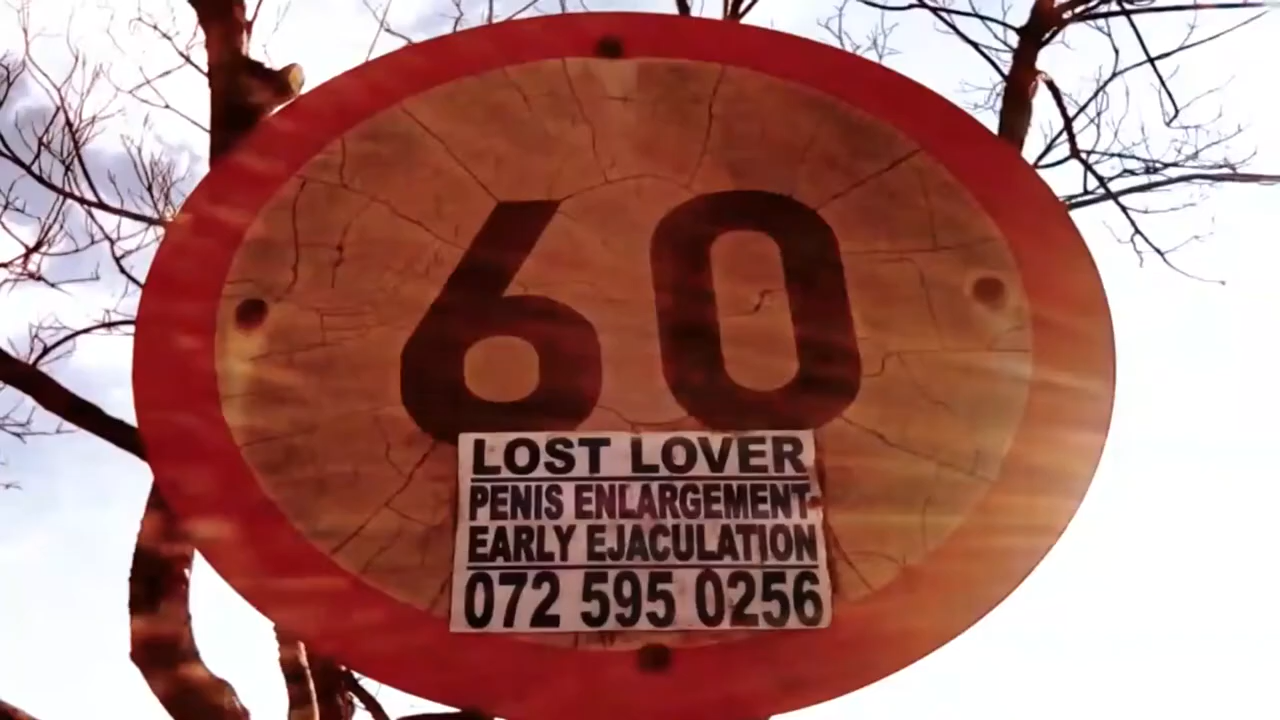 60
LOST LOVER
PENIS ENLARGEMENT-
EARLY EJACULATION
072 595 0256